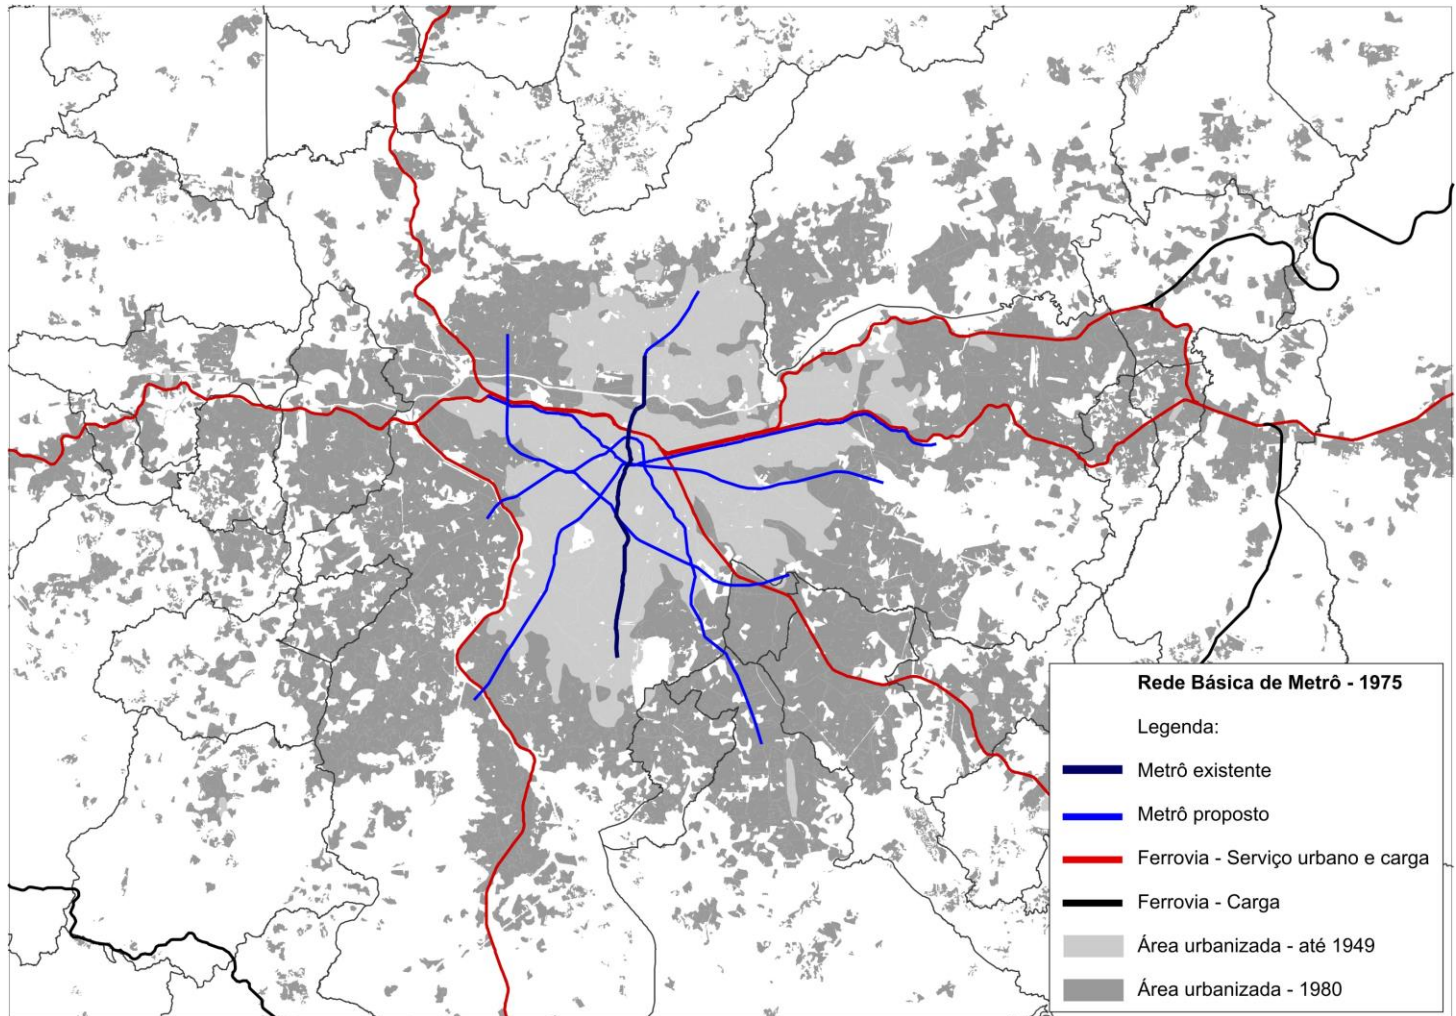 Rede Básica de Metrô - 1975
Legenda:
Metrô existente
Metrô proposto
Ferrovia - Serviço urbano e carga
Ferrovia - Carga
Área urbanizada - até 1949
Área urbanizada - 1980